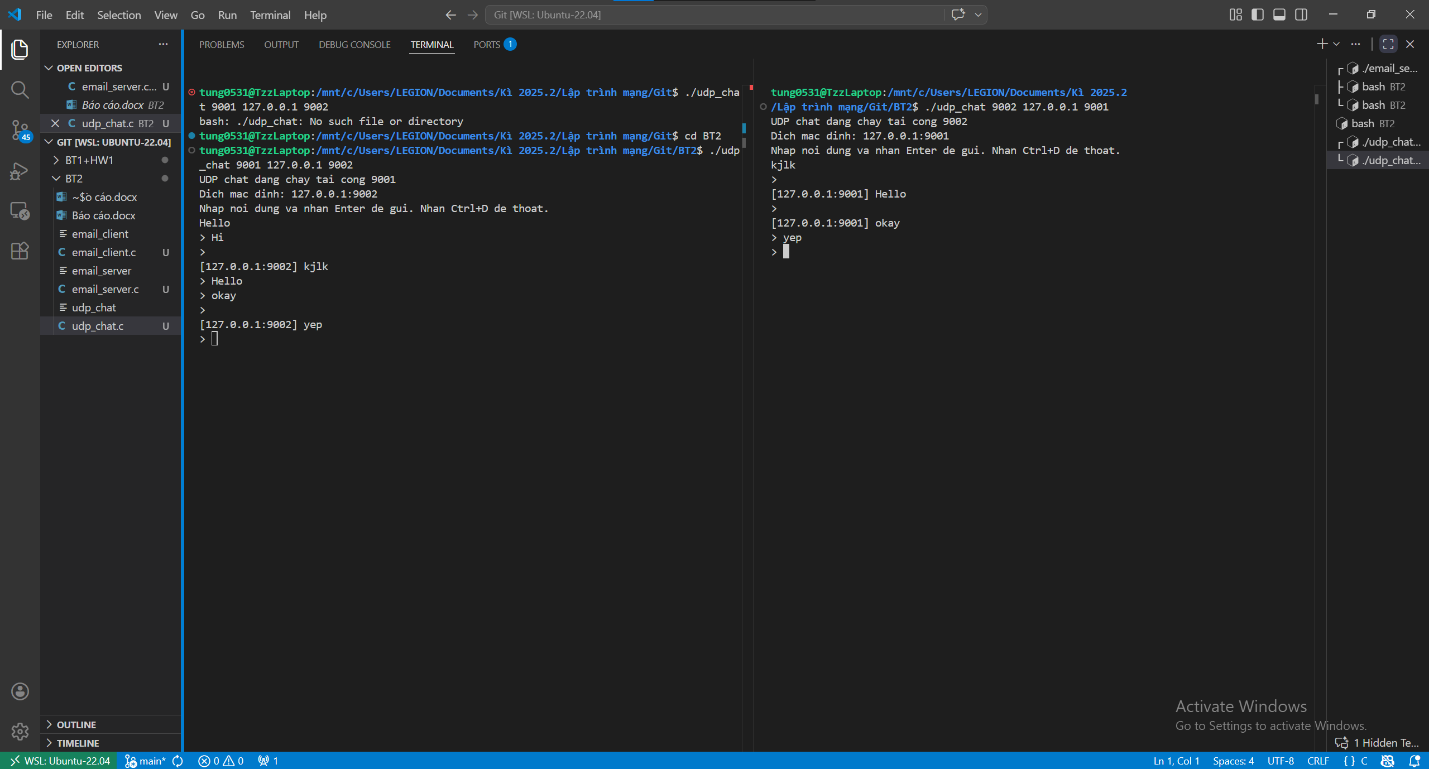 File Edit Selection View Go Run Terminal Help
Git [WSL: Ubuntu-22.04]
EXPLORER
OPEN EDITORS
email_server.c... U
Báo cáo.docx BT2
udp_chat.c BT2 U
GIT [WSL: UBUNTU-22.04]
BT1+HW1
BT2
~$o cáo.docx
Báo cáo.docx
email_client
email_client.c U
email_server
email_server.c U
udp_chat
udp_chat.c U
OUTLINE
TIMELINE
45
PROBLEMS OUTPUT DEBUG CONSOLE TERMINAL PORTS 1
tung0531@TzzLaptop:/mnt/c/Users/LEGION/Documents/Kì 2025.2/Lập trình mạng/Git$ ./udp_cha
t 9001 127.0.0.1 9002
bash: ./udp_chat: No such file or directory
tung0531@TzzLaptop:/mnt/c/Users/LEGION/Documents/Kì 2025.2/Lập trình mạng/Git$ cd BT2
tung0531@TzzLaptop:/mnt/c/Users/LEGION/Documents/Kì 2025.2/Lập trình mạng/Git/BT2$ ./udp
_chat 9001 127.0.0.1 9002
UDP chat dang chay tai cong 9001
Dich mac dinh: 127.0.0.1:9002
Nhap noi dung va nhan Enter de gui. Nhan Ctrl+D de thoat.
Hello
> Hi
>
[127.0.0.1:9002] kjlk
> Hello
> okay
>
[127.0.0.1:9002] yep
>
tung0531@TzzLaptop:/mnt/c/Users/LEGION/Documents/Kì 2025.2
/Lập trình mạng/Git/BT2$ ./udp_chat 9002 127.0.0.1 9001
UDP chat dang chay tai cong 9002
Dich mac dinh: 127.0.0.1:9001
Nhap noi dung va nhan Enter de gui. Nhan Ctrl+D de thoat.
kjlk
>
[127.0.0.1:9001] Hello
>
[127.0.0.1:9001] okay
> yep
>
./email_se...
bash BT2
bash BT2
bash BT2
./udp_chat...
./udp_chat...
Activate Windows
Go to Settings to activate Windows.
1 Hidden Te...
WSL: Ubuntu-22.04 main* 0 0 1 Ln 1, Col 1 Spaces: 4 UTF-8 CRLF { } C